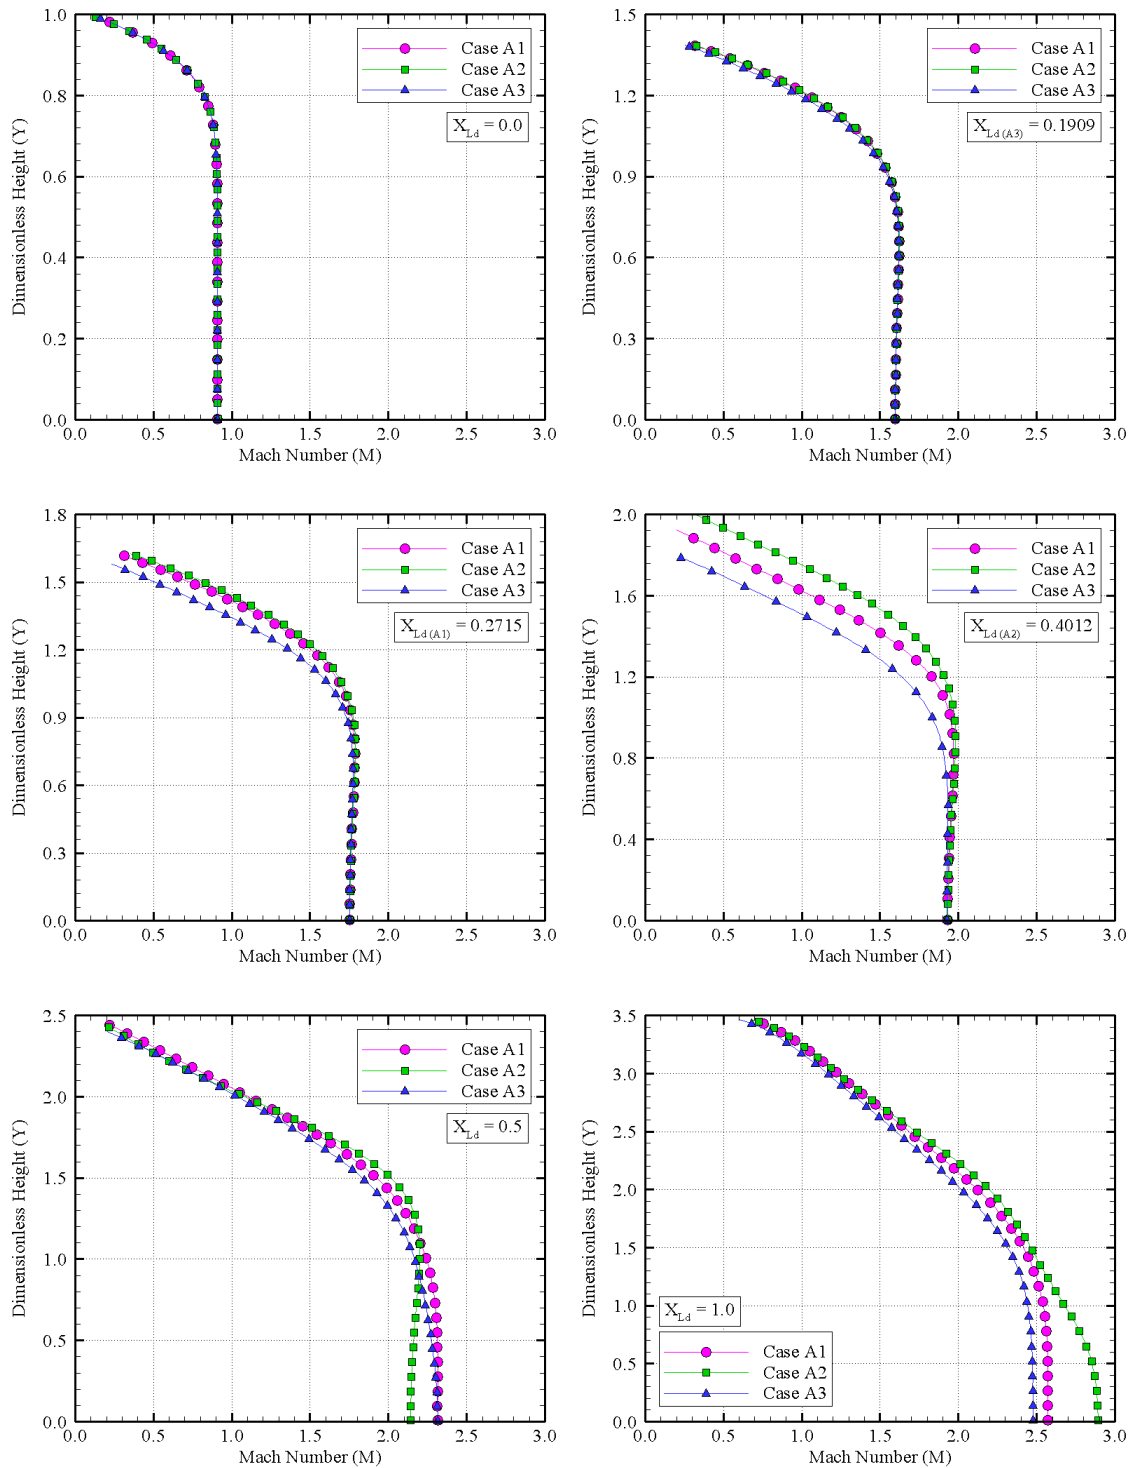 Case A1
Case A2
Case A3
X_Ld = 0.0
Dimensionless Height (Y)
1.0
0.8
0.6
0.4
0.2
0.0
0.0 0.5 1.0 1.5 2.0 2.5 3.0
Mach Number (M)
Case A1
Case A2
Case A3
X_Ld (A3) = 0.1909
Dimensionless Height (Y)
1.5
1.2
0.9
0.6
0.3
0.0
0.0 0.5 1.0 1.5 2.0 2.5 3.0
Mach Number (M)
Case A1
Case A2
Case A3
X_Ld (A1) = 0.2715
Dimensionless Height (Y)
1.8
1.5
1.2
0.9
0.6
0.3
0.0
0.0 0.5 1.0 1.5 2.0 2.5 3.0
Mach Number (M)
Case A1
Case A2
Case A3
X_Ld (A2) = 0.4012
Dimensionless Height (Y)
2.0
1.6
1.2
0.8
0.4
0.0
0.0 0.5 1.0 1.5 2.0 2.5 3.0
Mach Number (M)
Case A1
Case A2
Case A3
X_Ld = 0.5
Dimensionless Height (Y)
2.5
2.0
1.5
1.0
0.5
0.0
0.0 0.5 1.0 1.5 2.0 2.5 3.0
Mach Number (M)
X_Ld = 1.0
Case A1
Case A2
Case A3
Dimensionless Height (Y)
3.5
3.0
2.5
2.0
1.5
1.0
0.5
0.0
0.0 0.5 1.0 1.5 2.0 2.5 3.0
Mach Number (M)